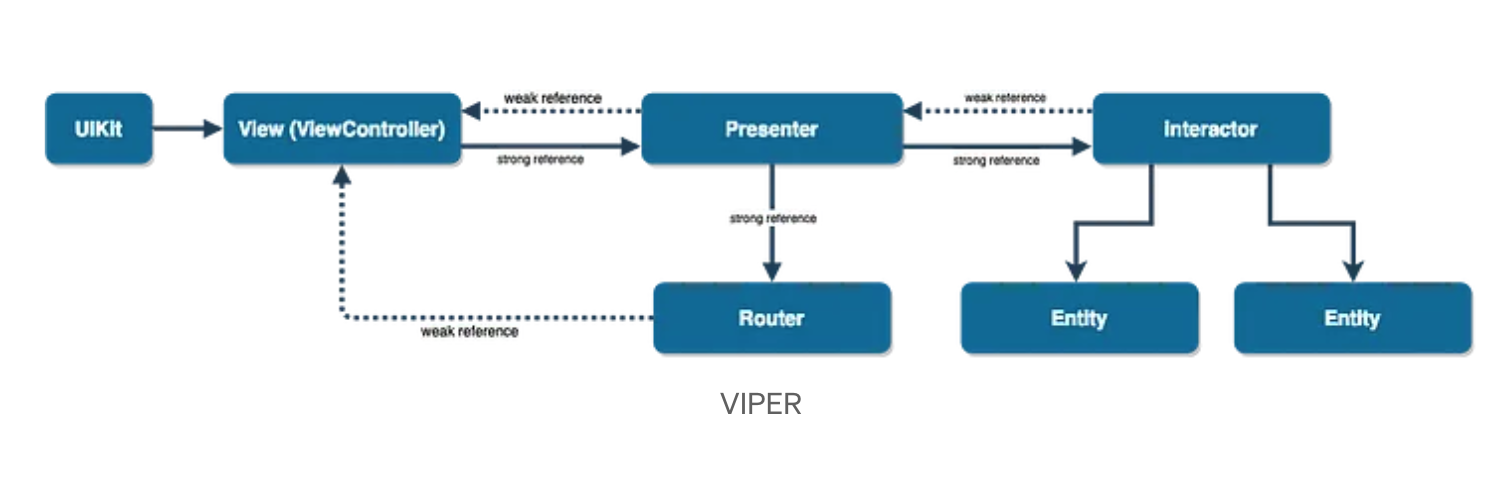 weak reference
weak reference
UIKit
View (ViewController)
Presenter
Interactor
strong reference
strong reference
strong reference
Router
Entity
Entity
weak reference
VIPER